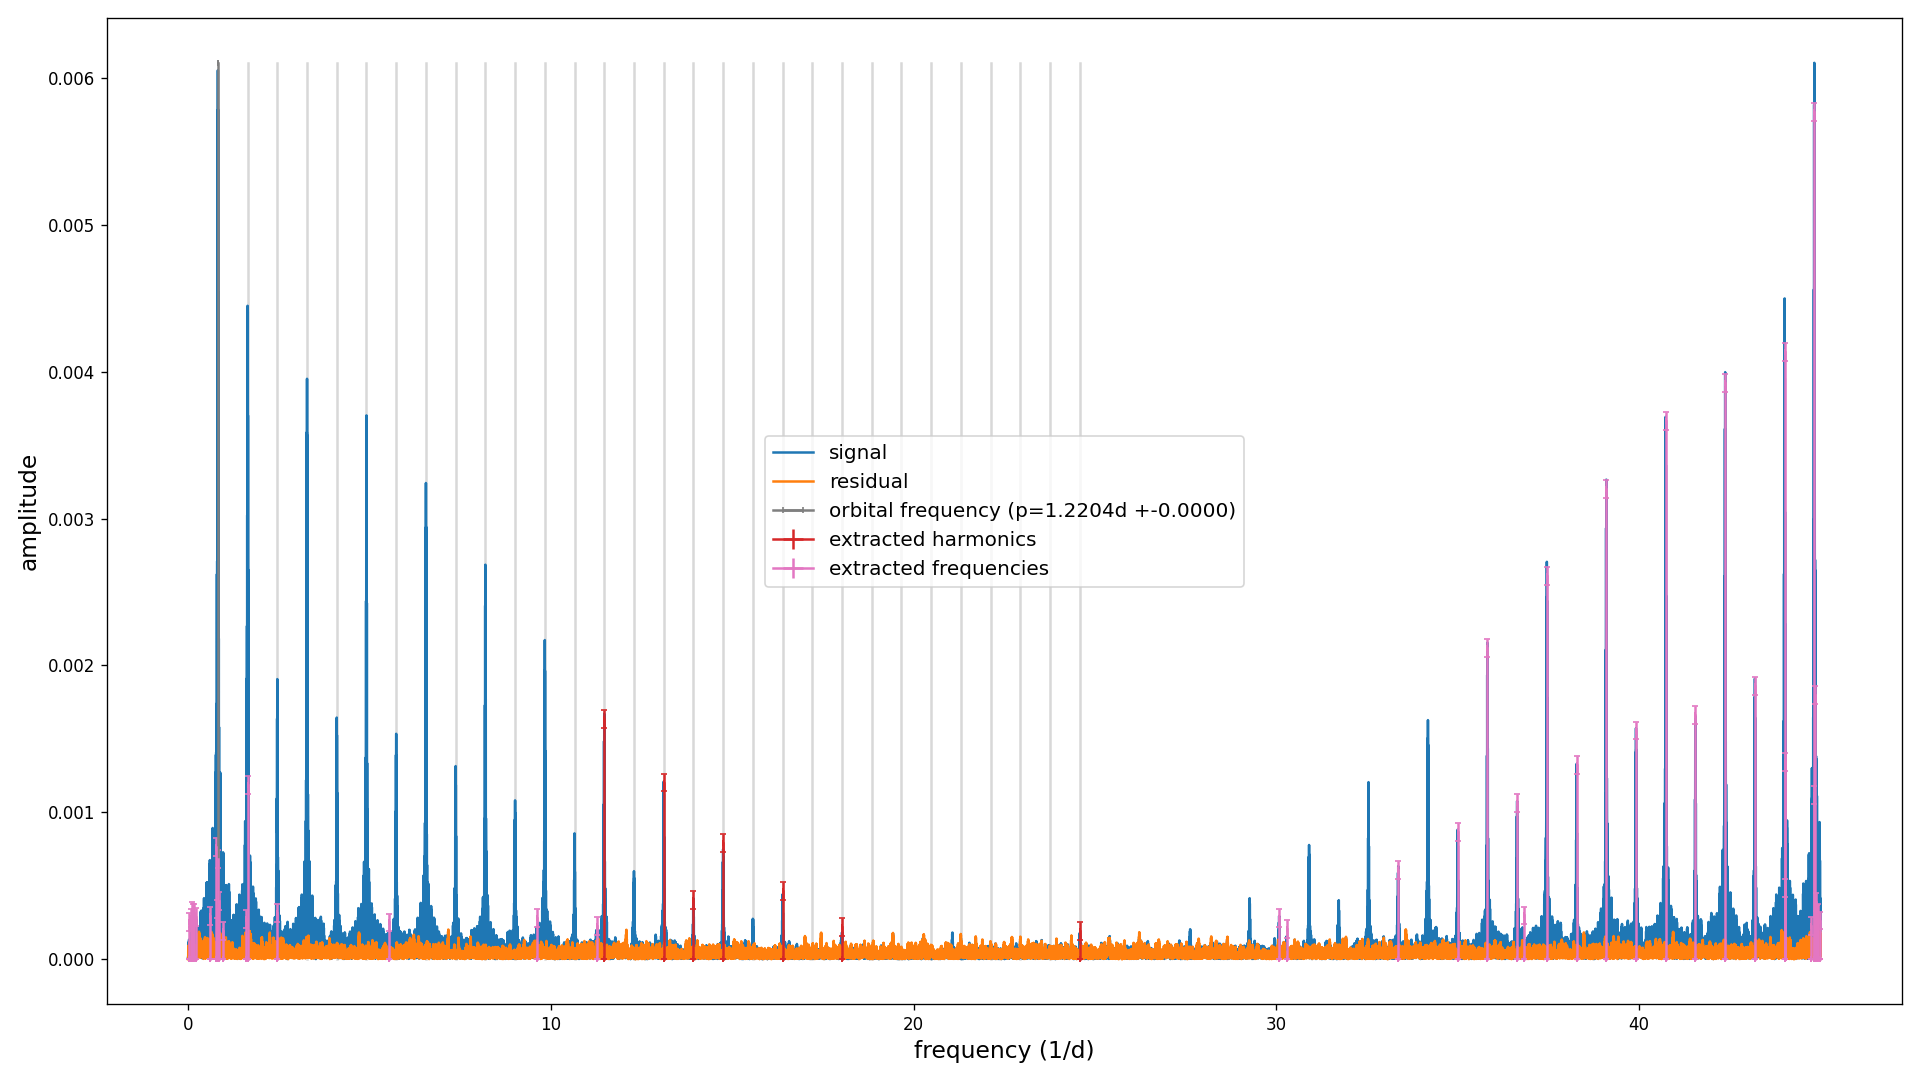 0.006
0.005
0.004
0.003
0.002
0.001
0.000
amplitude
signal
residual
orbital frequency (p=1.2204d +-0.0000)
extracted harmonics
extracted frequencies
0 10 20 30 40
frequency (1/d)